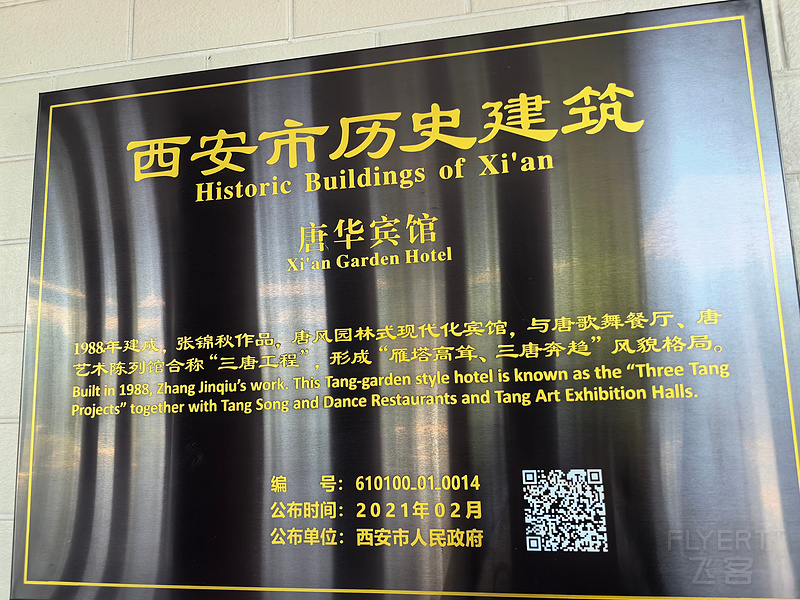 西安市历史建筑
Historic Buildings of Xi'an
唐华宾馆
Xi'an Garden Hotel
1988年建成，张锦秋作品，唐风园林式现代化宾馆，与唐歌舞餐厅、唐
艺术陈列馆合称“三唐工程”，形成“雁塔高耸、三唐奔趋”风貌格局。
Built in 1988, Zhang Jinqiu's work. This Tang-garden style hotel is known as the “Three Tang
Projects” together with Tang Song and Dance Restaurants and Tang Art Exhibition Halls.
编 号：610100_01_0014
公布时间：2021年02月
公布单位：西安市人民政府
FLYERT
飞客